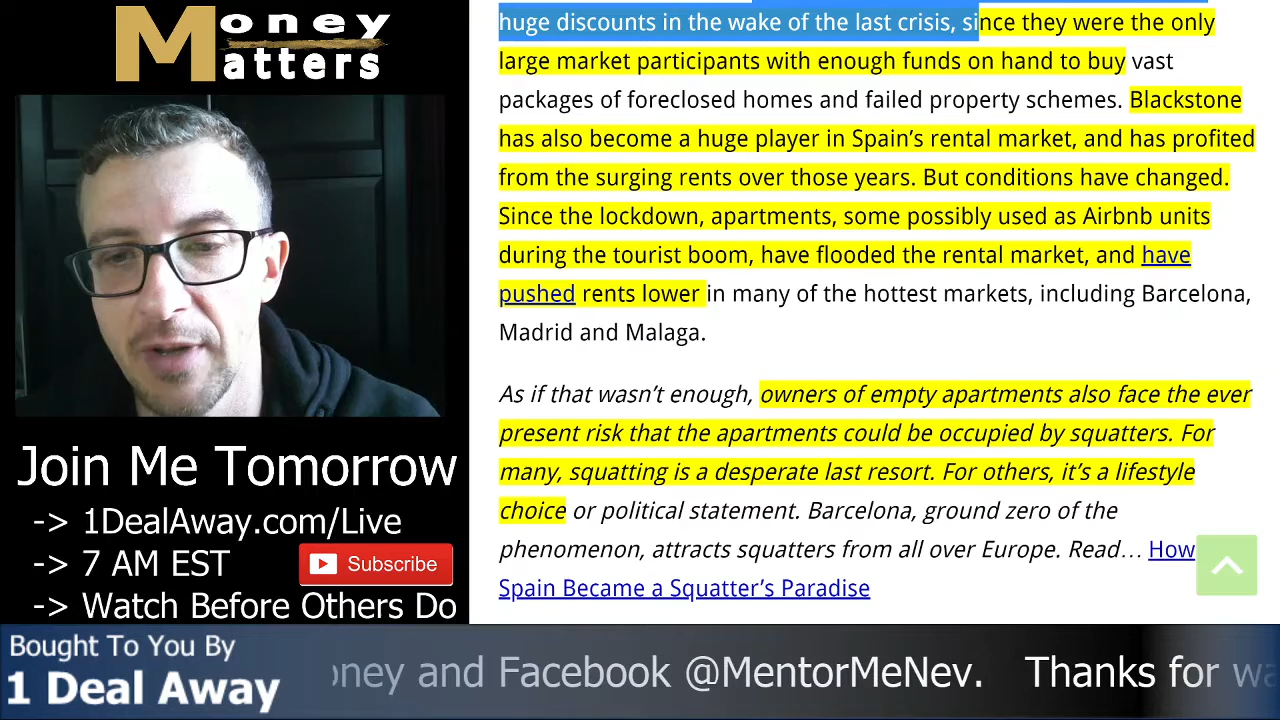 Money
Matters
Join Me Tomorrow
-> 1DealAway.com/Live
-> 7 AM EST
Subscribe
-> Watch Before Others Do
huge discounts in the wake of the last crisis, since they were the only
large market participants with enough funds on hand to buy vast
packages of foreclosed homes and failed property schemes. Blackstone
has also become a huge player in Spain’s rental market, and has profited
from the surging rents over those years. But conditions have changed.
Since the lockdown, apartments, some possibly used as Airbnb units
during the tourist boom, have flooded the rental market, and have
pushed rents lower in many of the hottest markets, including Barcelona,
Madrid and Malaga.
As if that wasn’t enough, owners of empty apartments also face the ever
present risk that the apartments could be occupied by squatters. For
many, squatting is a desperate last resort. For others, it’s a lifestyle
choice or political statement. Barcelona, ground zero of the
phenomenon, attracts squatters from all over Europe. Read… How
Spain Became a Squatter’s Paradise
Bought To You By
1 Deal Away
oney and Facebook @MentorMeNev. Thanks for wa